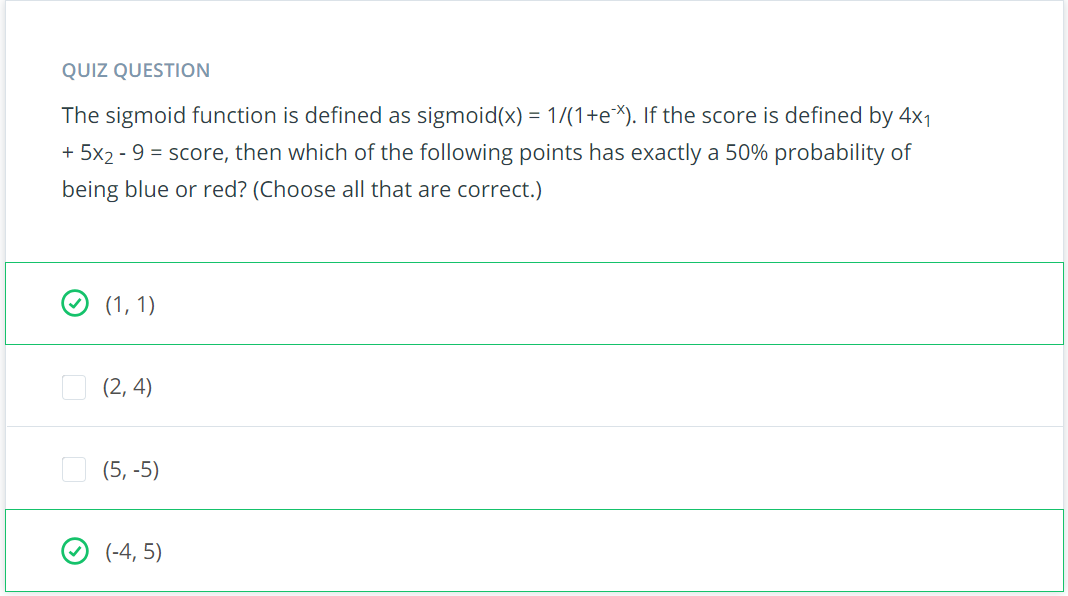 QUIZ QUESTION
The sigmoid function is defined as sigmoid(x) = 1/(1+e⁻ˣ). If the score is defined by 4x₁
+ 5x₂ - 9 = score, then which of the following points has exactly a 50% probability of
being blue or red? (Choose all that are correct.)
(1, 1)
(2, 4)
(5, -5)
(-4, 5)